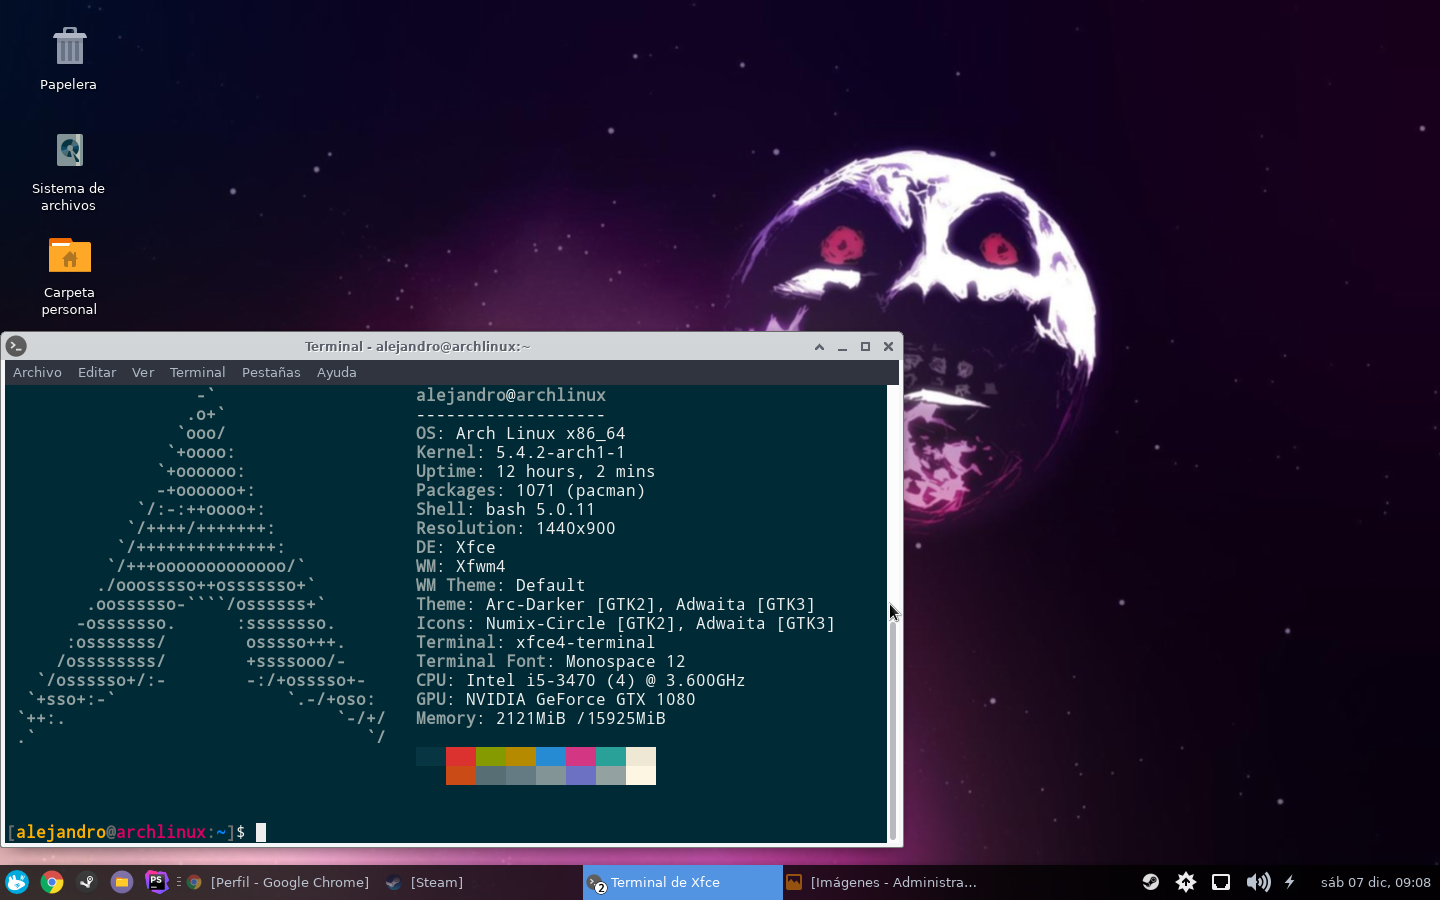 Papelera
Sistema de
archivos
Carpeta
personal
Terminal - alejandro@archlinux:~
Archivo Editar Ver Terminal Pestañas Ayuda
                   -`
                  .o+`
                 `ooo/
                `+oooo:
               `+oooooo:
               -+oooooo+:
             `/:-:++oooo+:
            `/++++/+++++++:
           `/++++++++++++++:
          `/+++ooooooooooooo/`
         ./ooosssso++osssssso+`
        .oossssso-````/ossssss+`
       -osssssso.      :ssssssso.
      :osssssss/        osssso+++.
     /ossssssss/        +ssssooo/-
   `/ossssso+/:-        -:/+osssso+-
  `+sso+:-`                 `.-/+oso:
 `++:.                           `-/+/
 .`                                 `/
alejandro@archlinux
-------------------
OS: Arch Linux x86_64
Kernel: 5.4.2-arch1-1
Uptime: 12 hours, 2 mins
Packages: 1071 (pacman)
Shell: bash 5.0.11
Resolution: 1440x900
DE: Xfce
WM: Xfwm4
WM Theme: Default
Theme: Arc-Darker [GTK2], Adwaita [GTK3]
Icons: Numix-Circle [GTK2], Adwaita [GTK3]
Terminal: xfce4-terminal
Terminal Font: Monospace 12
CPU: Intel i5-3470 (4) @ 3.600GHz
GPU: NVIDIA GeForce GTX 1080
Memory: 2121MiB / 15925MiB
[alejandro@archlinux:~]$
PS [Perfil - Google Chrome] [Steam] 2 Terminal de Xfce [Imágenes - Administra... sáb 07 dic, 09:08